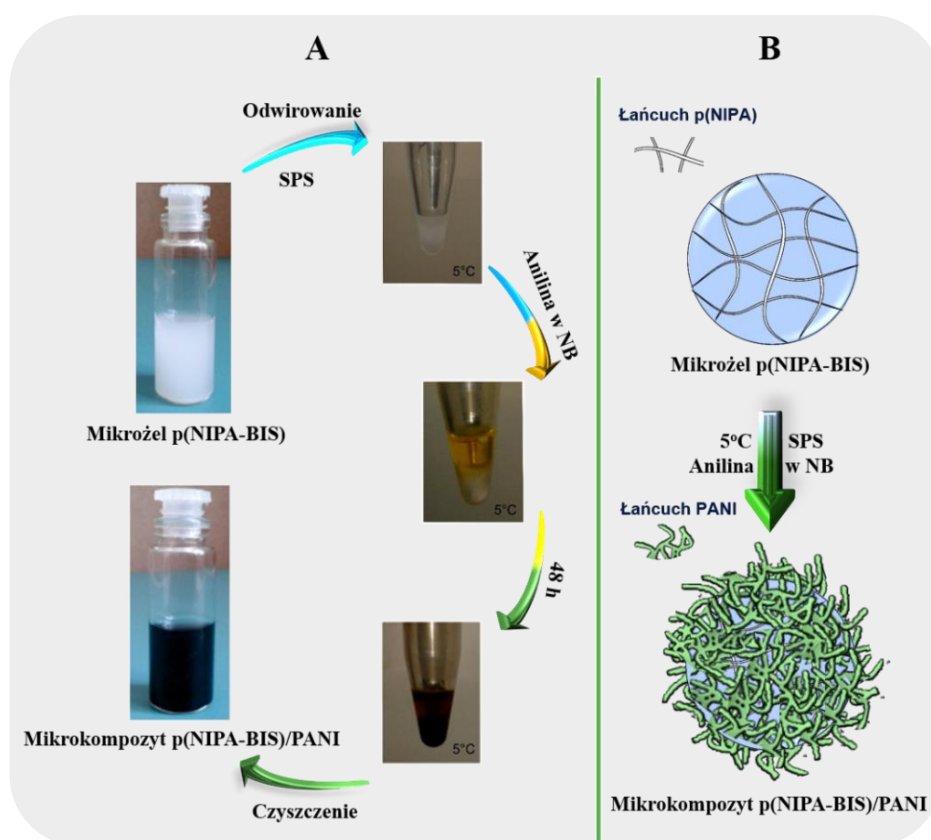 A
Odwirowanie
SPS
5°C
Mikrożel p(NIPA-BIS)
Anilina w NB
5°C
48 h
5°C
Mikrokompozyt p(NIPA-BIS)/PANI
Czyszczenie
B
Łańcuch p(NIPA)
Mikrożel p(NIPA-BIS)
5°C SPS
Anilina w NB
Łańcuch PANI
Mikrokompozyt p(NIPA-BIS)/PANI